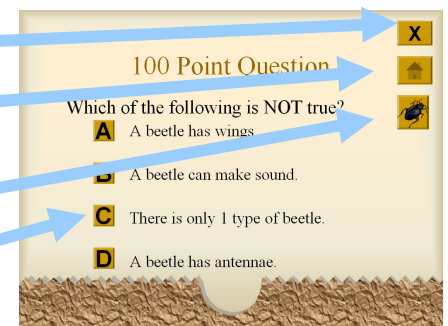 X
100 Point Question
Which of the following is NOT true?
A A beetle has wings
B A beetle can make sound.
C There is only 1 type of beetle.
D A beetle has antennae.